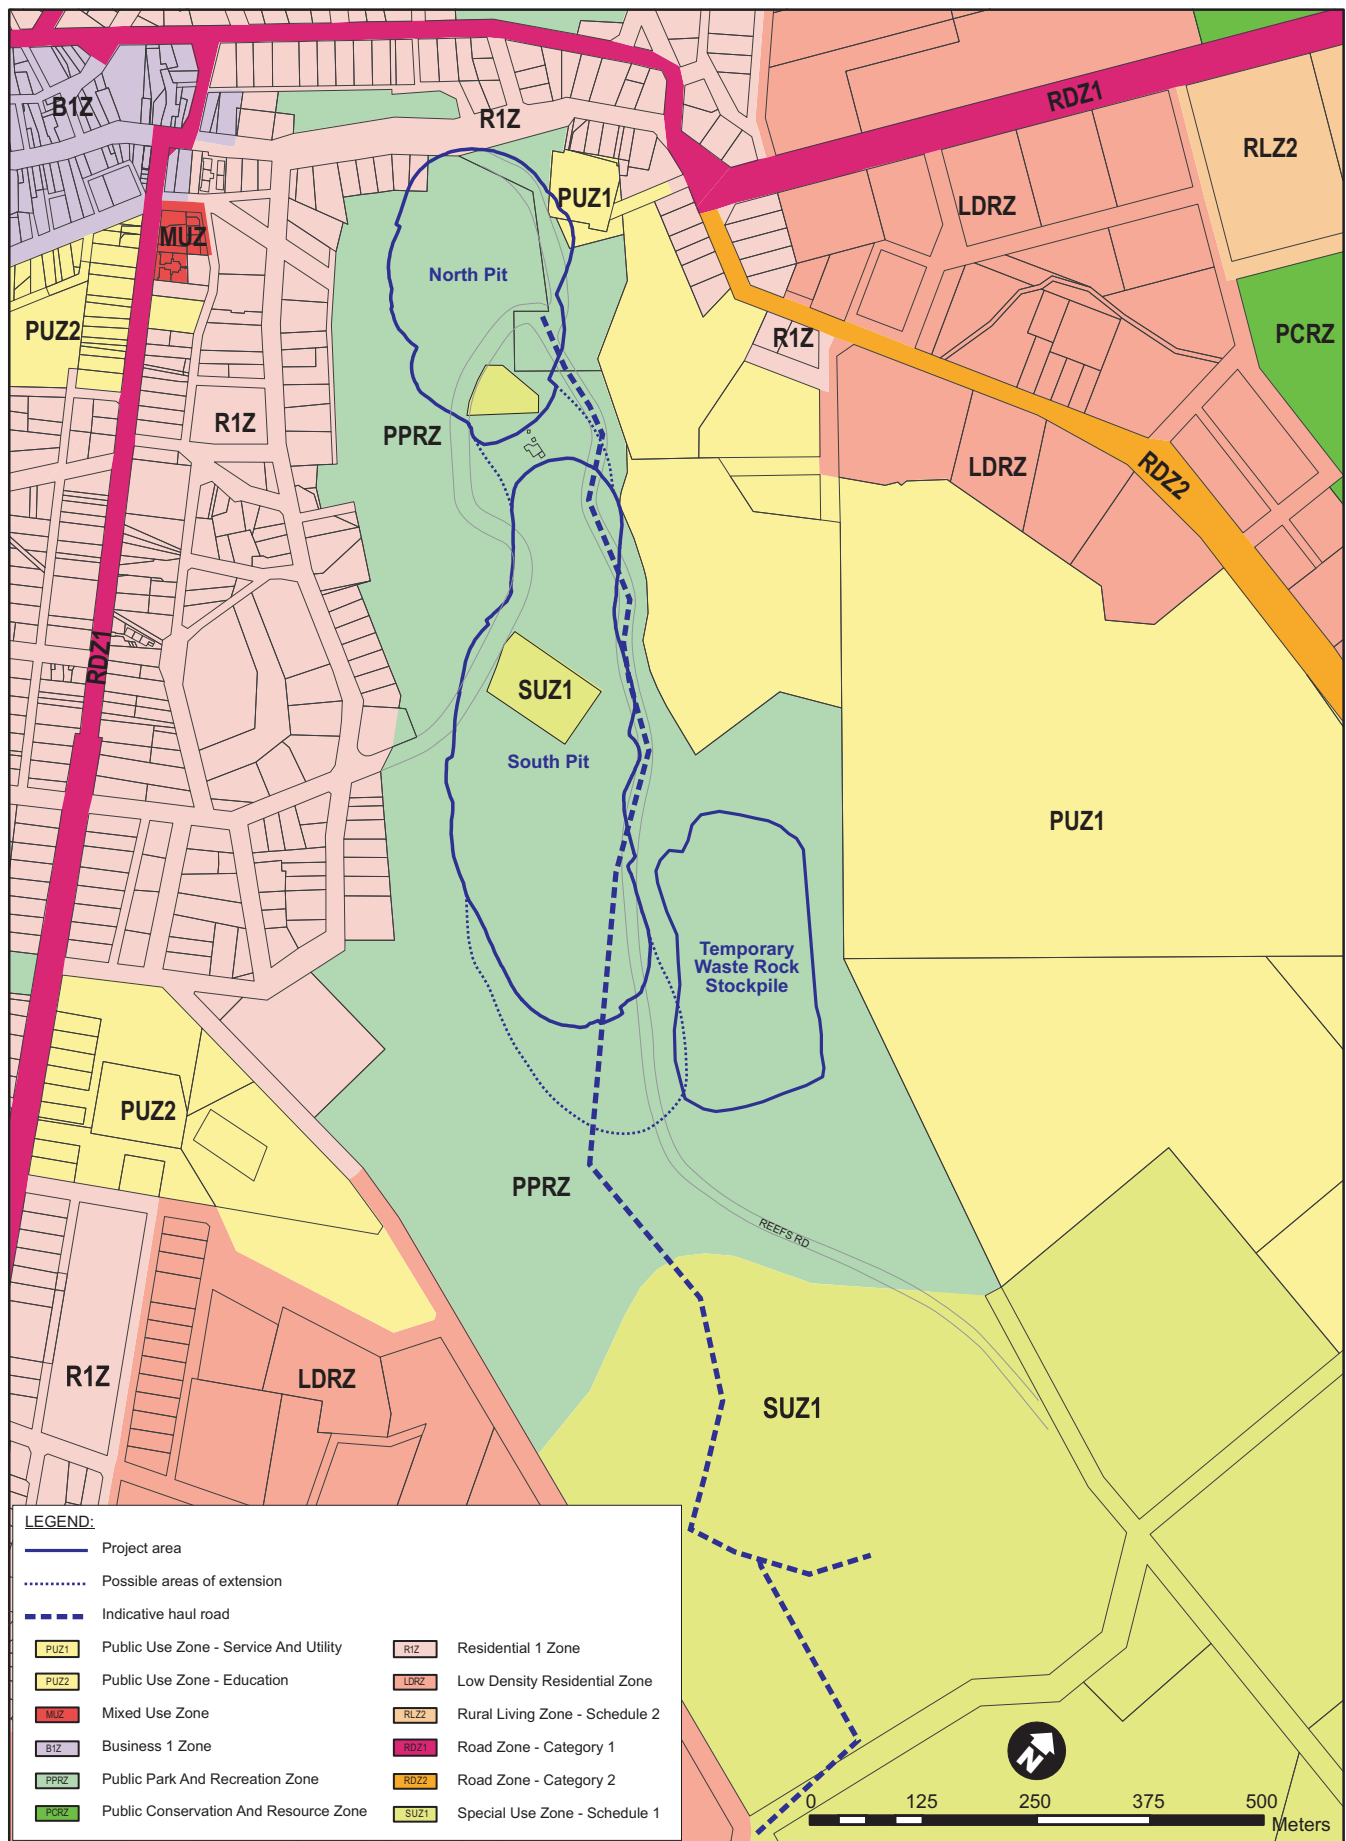 RDZ1
B1Z
R1Z
RLZ2
PUZ1
LDRZ
MUZ
North Pit
PUZ2
R1Z
PCRZ
R1Z
PPRZ
LDRZ
RDZ2
RDZ1
SUZ1
South Pit
PUZ1
Temporary
Waste Rock
Stockpile
PUZ2
PPRZ
REEFS RD
R1Z
LDRZ
SUZ1
LEGEND:
Project area
Possible areas of extension
Indicative haul road
PUZ1 Public Use Zone - Service And Utility
PUZ2 Public Use Zone - Education
MUZ Mixed Use Zone
B1Z Business 1 Zone
PPRZ Public Park And Recreation Zone
PCRZ Public Conservation And Resource Zone
R1Z Residential 1 Zone
LDRZ Low Density Residential Zone
RLZ2 Rural Living Zone - Schedule 2
RDZ1 Road Zone - Category 1
RDZ2 Road Zone - Category 2
SUZ1 Special Use Zone - Schedule 1
N
0 125 250 375 500
Meters